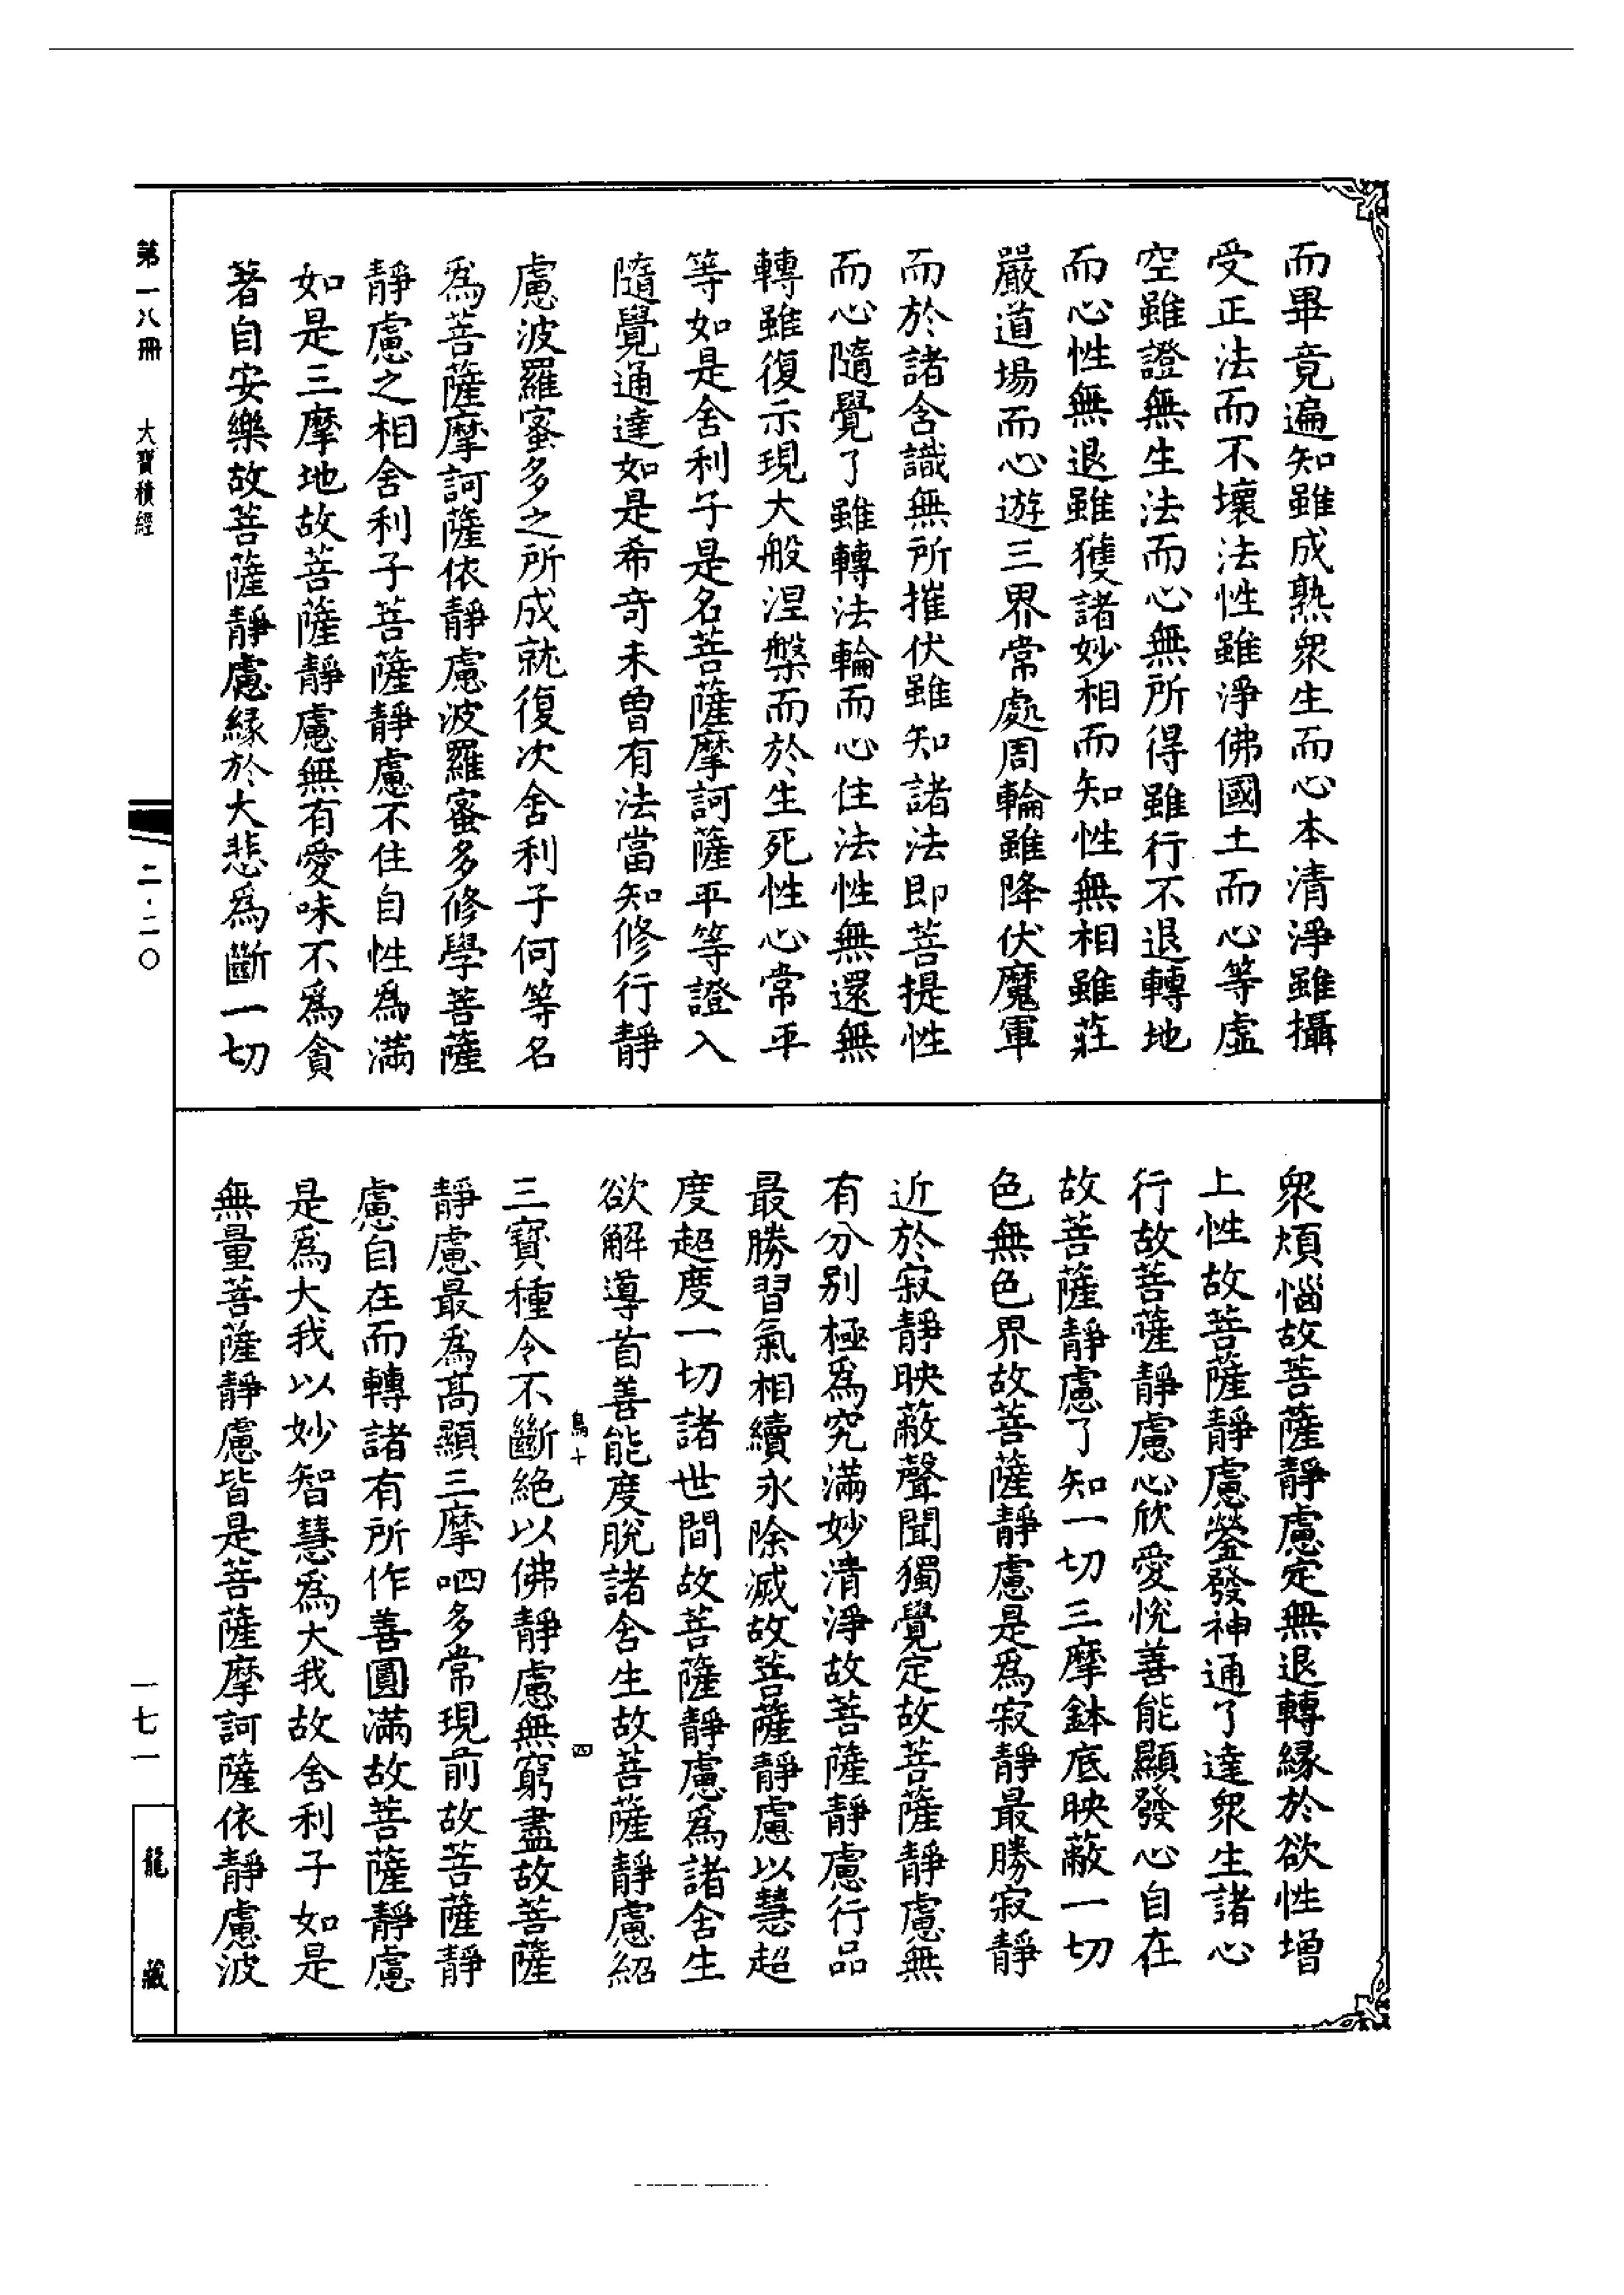 而畢竟遍知雖成熟衆生而心本清淨雖攝
受正法而不壞法性雖淨佛國土而心等虛
空雖證無生法而心無所得雖行不退轉地
而心性無退雖獲諸妙相而知性無相雖莊
嚴道場而心遊三界常處周輪雖降伏魔軍
而於諸含識無所摧伏雖知諸法即菩提性
而心隨覺了雖轉法輪而心住法性無還無
轉雖復示現大般涅槃而於生死性心常平
等如是舍利子是名菩薩摩訶薩平等證入
隨覺通達如是希奇未曾有法當知修行靜
慮波羅蜜多之所成就復次舍利子何等名
爲菩薩摩訶薩依靜慮波羅蜜多修學菩薩
靜慮之相舍利子菩薩靜慮不住自性爲滿
如是三摩地故菩薩靜慮無有愛味不爲貪
著自安樂故菩薩靜慮緣於大悲爲斷一切
衆煩惱故菩薩靜慮定無退轉緣於欲性增
上性故菩薩靜慮鎣發神通了達衆生諸心
行故菩薩靜慮心欣愛悅善能顯發心自在
故菩薩靜慮了知一切三摩鉢底映蔽一切
色無色界故菩薩靜慮是爲寂靜最勝寂靜
近於寂靜映蔽聲聞獨覺定故菩薩靜慮無
有分别極爲究滿妙清淨故菩薩靜慮行品
最勝習氣相續永除滅故菩薩靜慮以慧超
度超度一切諸世間故菩薩靜慮爲諸含生
欲解導首善能度脫諸含生故菩薩靜慮紹
鳥十 四
三寶種令不斷絕以佛靜慮無窮盡故菩薩
靜慮最爲高顯三摩呬多常現前故菩薩靜
慮自在而轉諸有所作善圓滿故菩薩靜慮
是爲大我以妙智慧爲大我故舍利子如是
無量菩薩靜慮皆是菩薩摩訶薩依靜慮波
第一八冊 大寶積經 二·二〇 一七一 龍藏